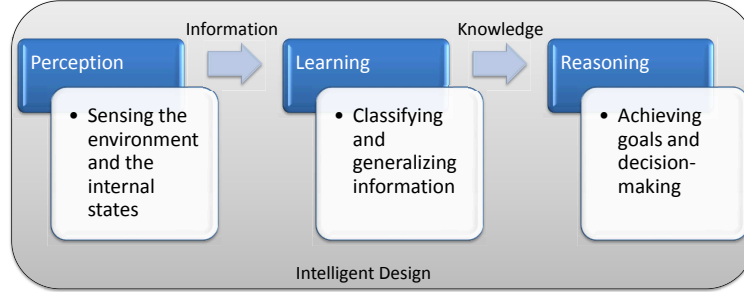 Information
Knowledge
Perception
Learning
Reasoning
• Sensing the
environment
and the
internal
states
• Classifying
and
generalizing
information
• Achieving
goals and
decision-
making
Intelligent Design